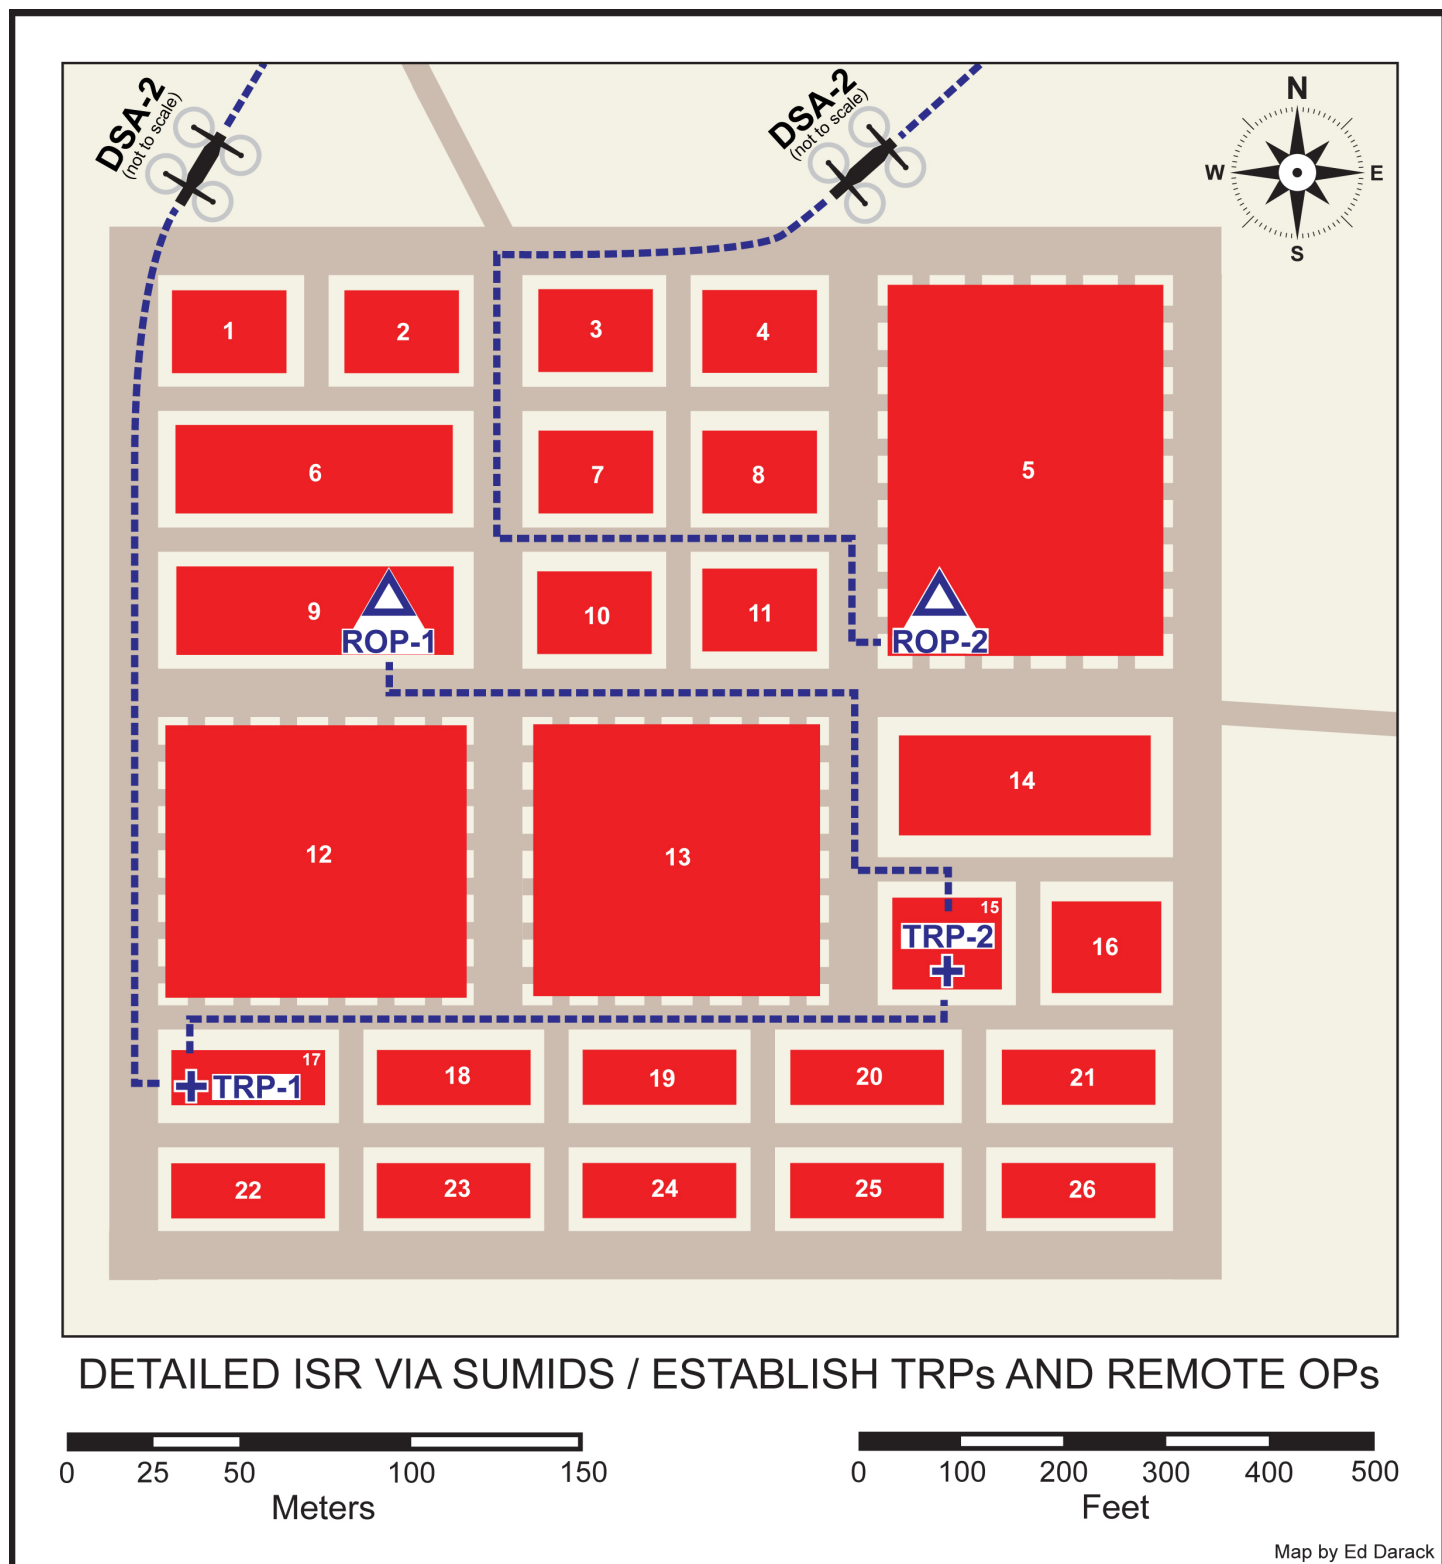 DSA-2
(not to scale)
DSA-2
(not to scale)
N
W E
S
1 2 3 4
5
6 7 8
9 10 11
ROP-1 ROP-2
14
12 13
15
TRP-2
16
17
TRP-1
18 19 20 21
22 23 24 25 26
DETAILED ISR VIA SUMIDS / ESTABLISH TRPs AND REMOTE OPs
0 25 50 100 150
Meters
0 100 200 300 400 500
Feet
Map by Ed Darack